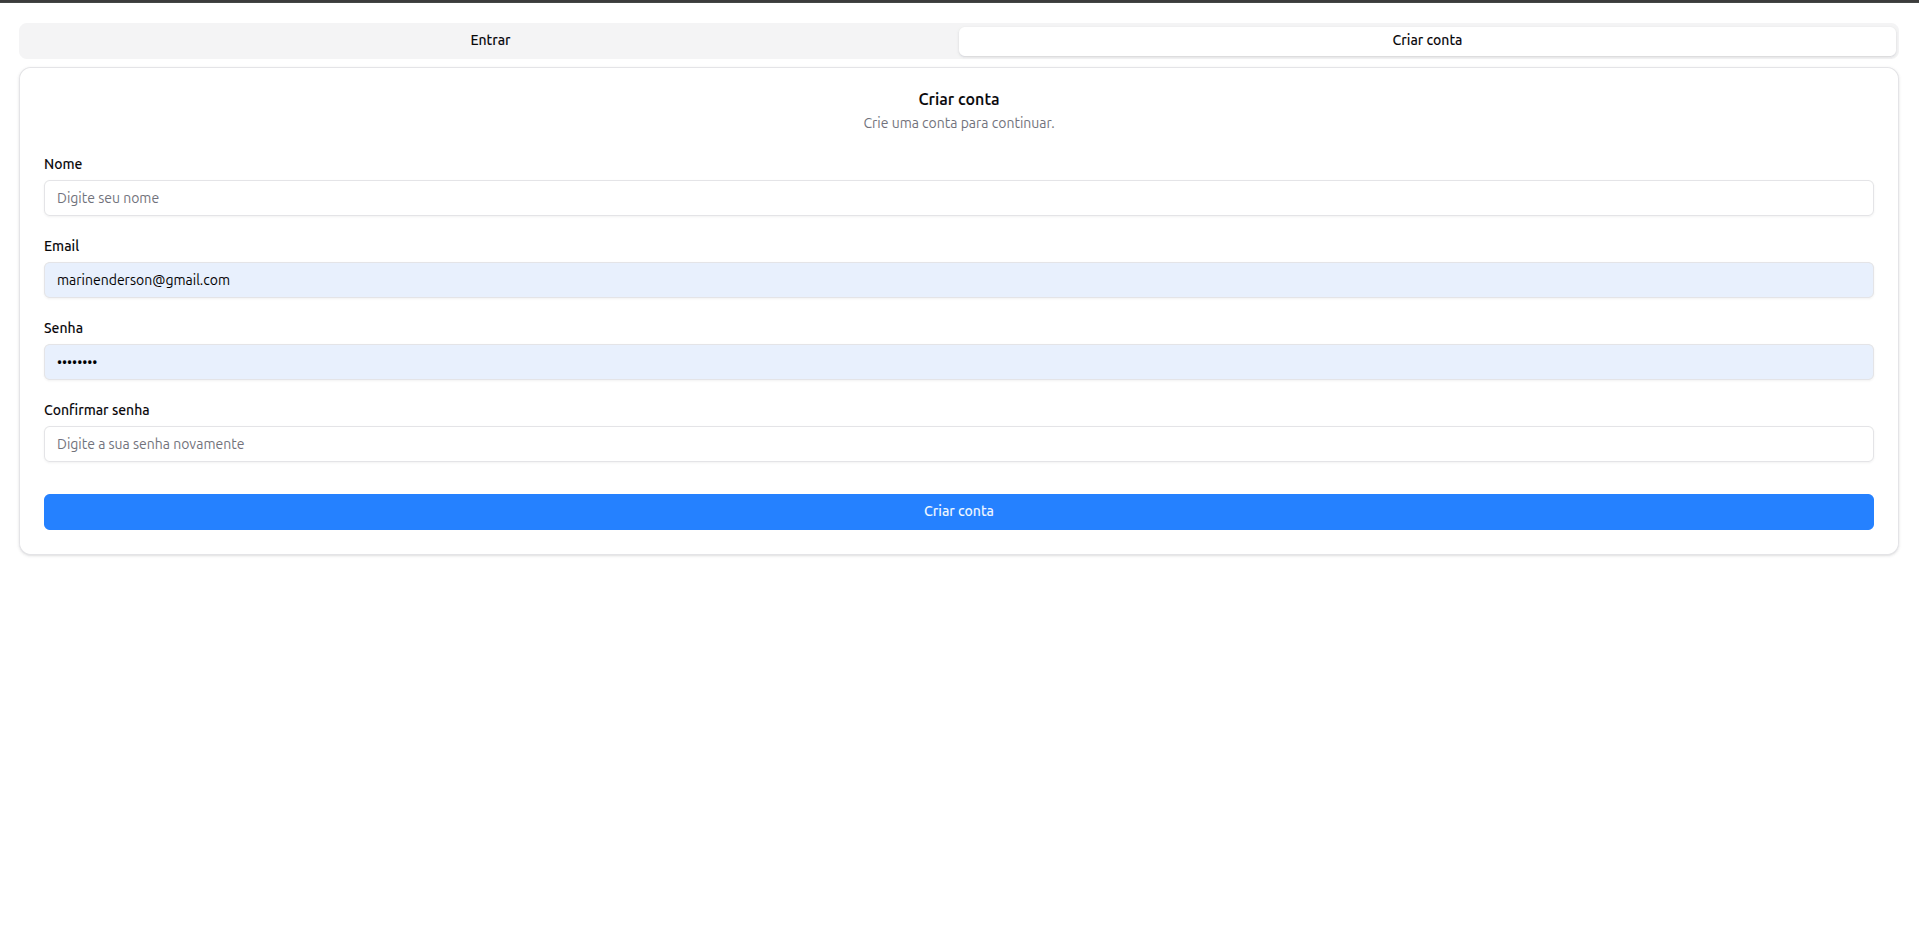 Entrar
Criar conta
Criar conta
Crie uma conta para continuar.
Nome
Digite seu nome
Email
marinenderson@gmail.com
Senha
••••••••
Confirmar senha
Digite a sua senha novamente
Criar conta